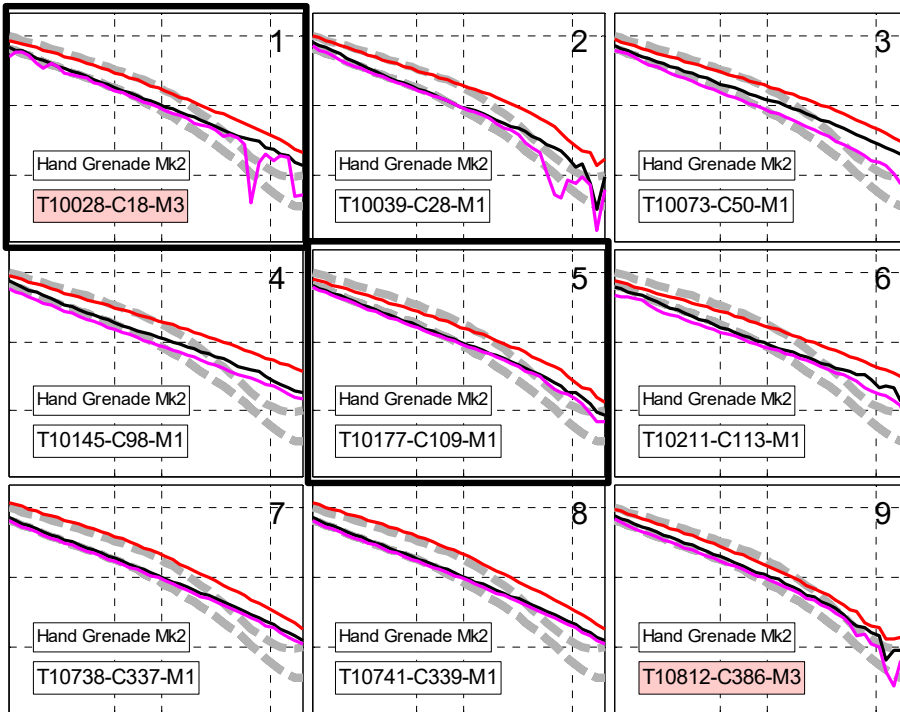 1
Hand Grenade Mk2
T10028-C18-M3
2
Hand Grenade Mk2
T10039-C28-M1
3
Hand Grenade Mk2
T10073-C50-M1
4
Hand Grenade Mk2
T10145-C98-M1
5
Hand Grenade Mk2
T10177-C109-M1
6
Hand Grenade Mk2
T10211-C113-M1
7
Hand Grenade Mk2
T10738-C337-M1
8
Hand Grenade Mk2
T10741-C339-M1
9
Hand Grenade Mk2
T10812-C386-M3